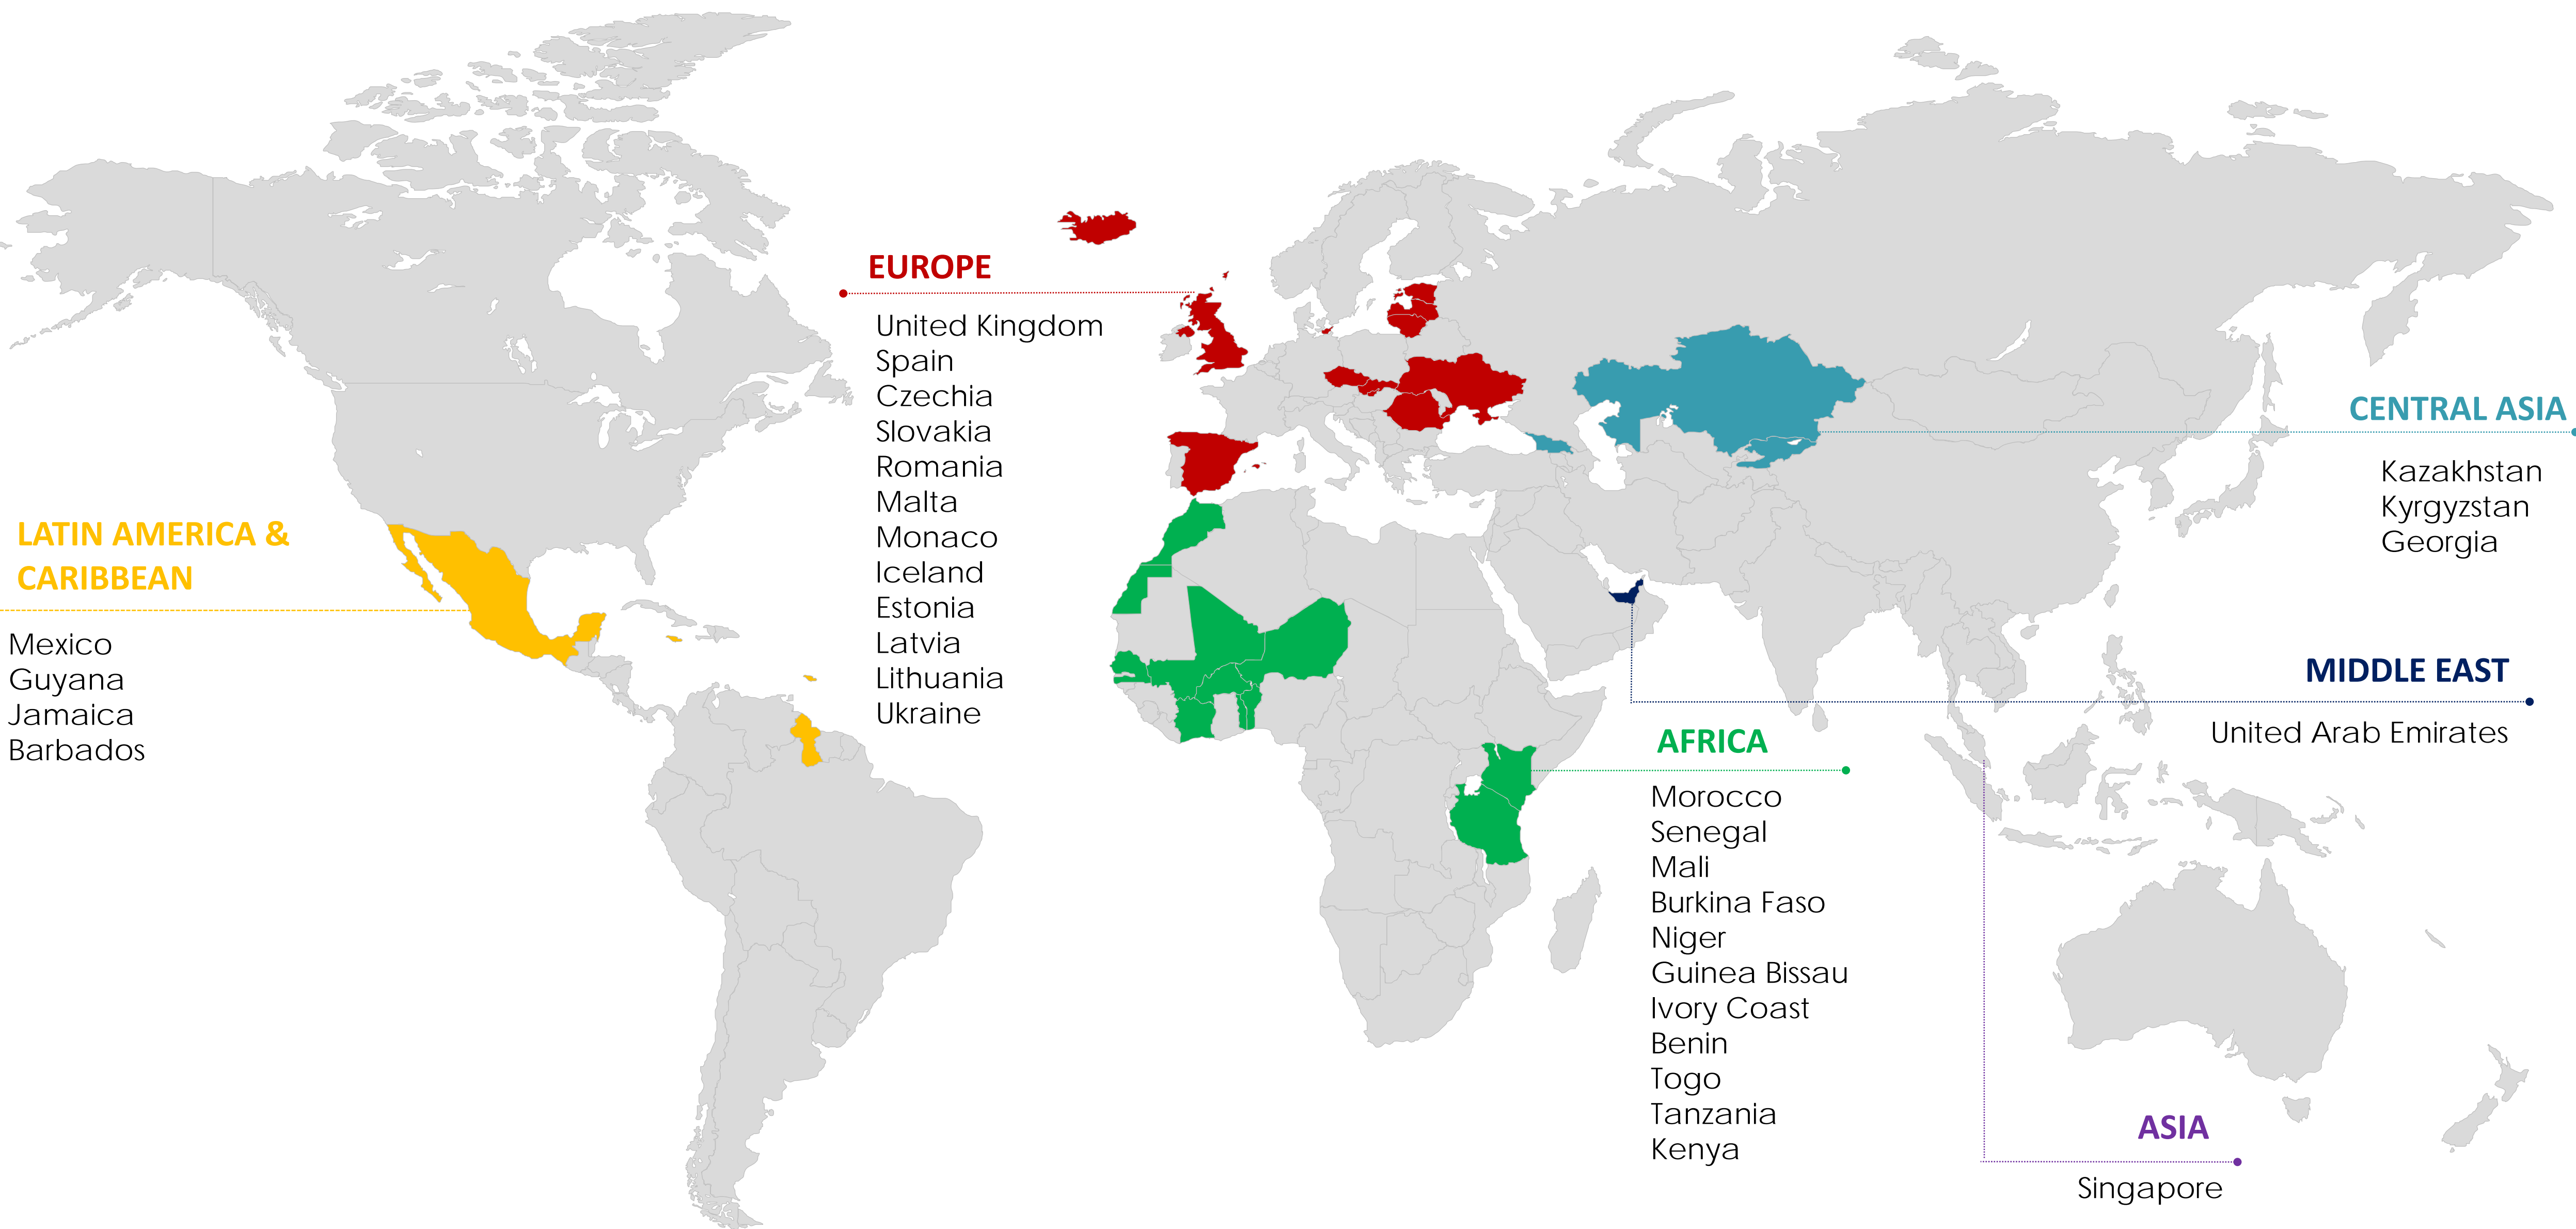 EUROPE
United Kingdom
Spain
Czechia
Slovakia
Romania
Malta
Monaco
Iceland
Estonia
Latvia
Lithuania
Ukraine
LATIN AMERICA &
CARIBBEAN
Mexico
Guyana
Jamaica
Barbados
CENTRAL ASIA
Kazakhstan
Kyrgyzstan
Georgia
MIDDLE EAST
United Arab Emirates
AFRICA
Morocco
Senegal
Mali
Burkina Faso
Niger
Guinea Bissau
Ivory Coast
Benin
Togo
Tanzania
Kenya
ASIA
Singapore